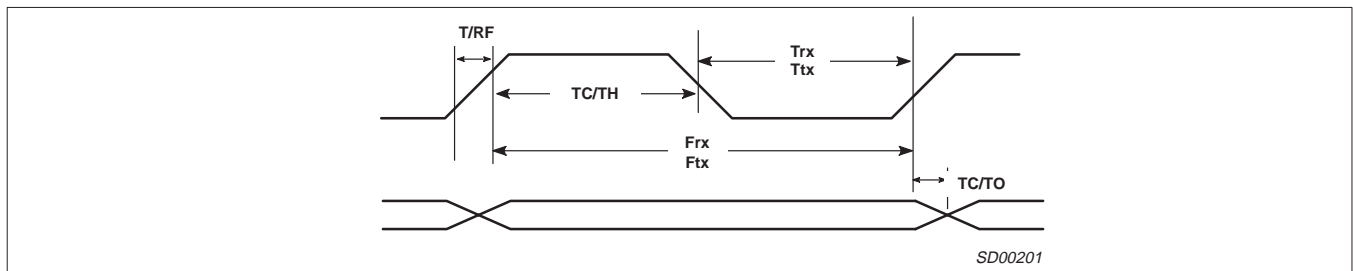 T/RF
Trx
Ttx
TC/TH
Frx
Ftx
TC/TO
SD00201